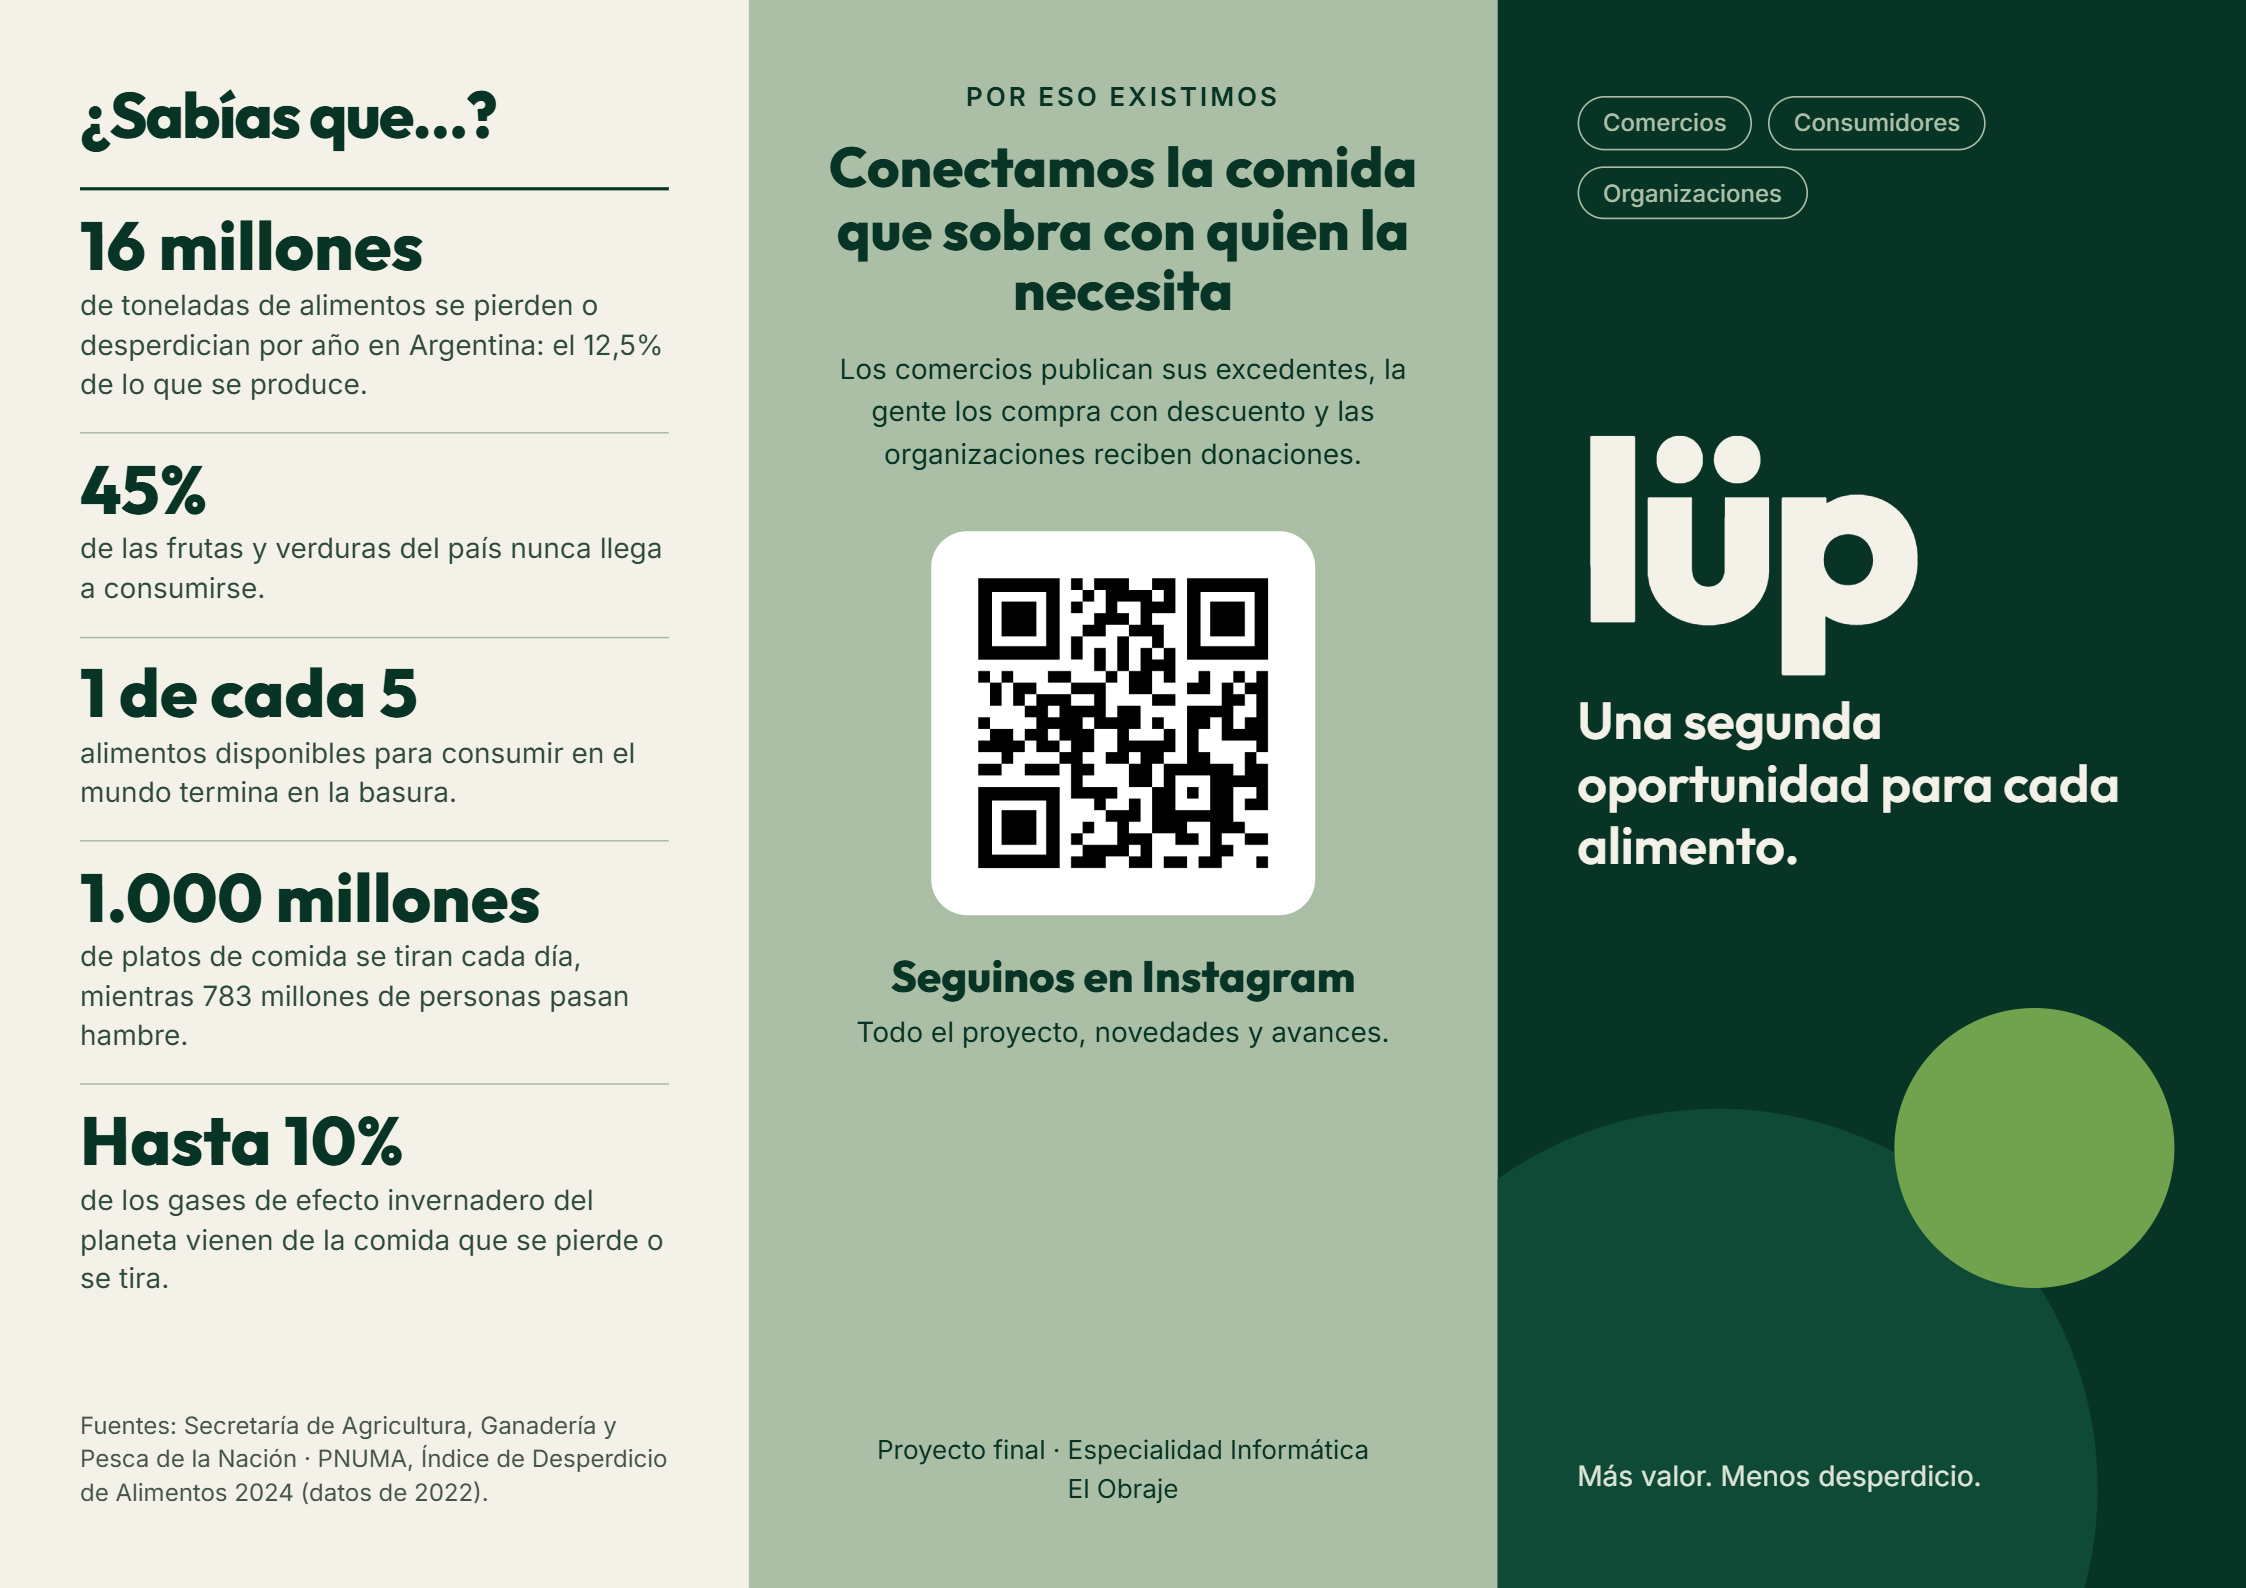 ¿Sabías que...?
16 millones
de toneladas de alimentos se pierden o
desperdician por año en Argentina: el 12,5%
de lo que se produce.
45%
de las frutas y verduras del país nunca llega
a consumirse.
1 de cada 5
alimentos disponibles para consumir en el
mundo termina en la basura.
1.000 millones
de platos de comida se tiran cada día,
mientras 783 millones de personas pasan
hambre.
Hasta 10%
de los gases de efecto invernadero del
planeta vienen de la comida que se pierde o
se tira.
Fuentes: Secretaría de Agricultura, Ganadería y
Pesca de la Nación · PNUMA, Índice de Desperdicio
de Alimentos 2024 (datos de 2022).
POR ESO EXISTIMOS
Conectamos la comida
que sobra con quien la
necesita
Los comercios publican sus excedentes, la
gente los compra con descuento y las
organizaciones reciben donaciones.
Seguinos en Instagram
Todo el proyecto, novedades y avances.
Proyecto final · Especialidad Informática
El Obraje
Comercios Consumidores
Organizaciones
lüp
Una segunda
oportunidad para cada
alimento.
Más valor. Menos desperdicio.